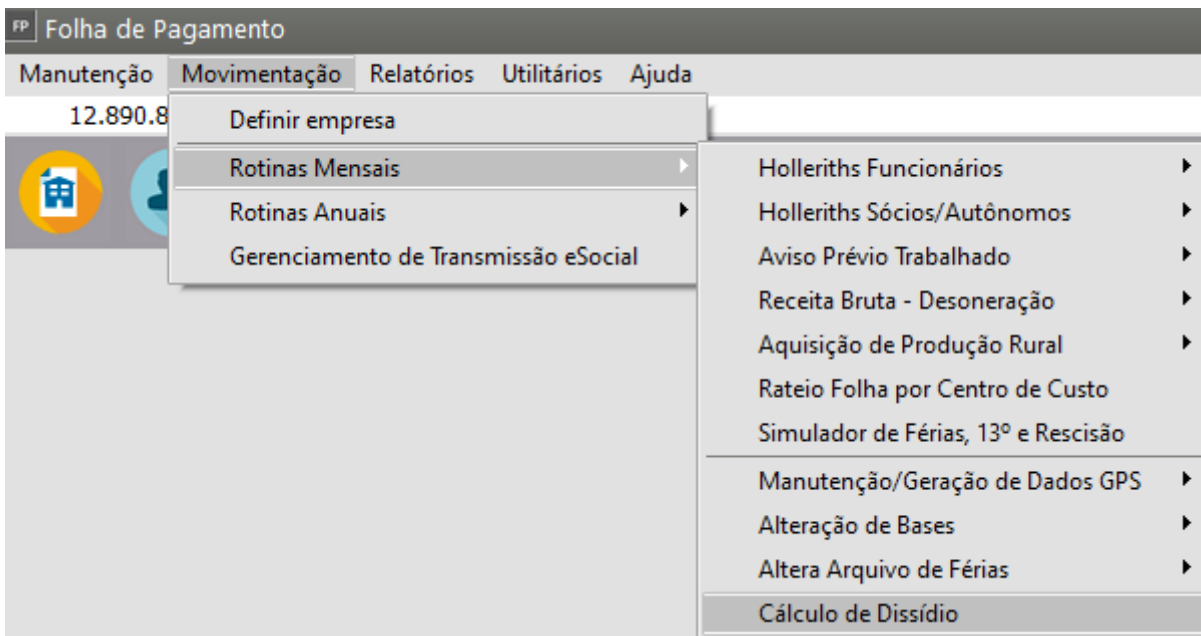 FP Folha de Pagamento
Manutenção Movimentação Relatórios Utilitários Ajuda
12.890.8
Definir empresa
Rotinas Mensais
Rotinas Anuais
Gerenciamento de Transmissão eSocial
Holleriths Funcionários
Holleriths Sócios/Autônomos
Aviso Prévio Trabalhado
Receita Bruta - Desoneração
Aquisição de Produção Rural
Rateio Folha por Centro de Custo
Simulador de Férias, 13º e Rescisão
Manutenção/Geração de Dados GPS
Alteração de Bases
Altera Arquivo de Férias
Cálculo de Dissídio